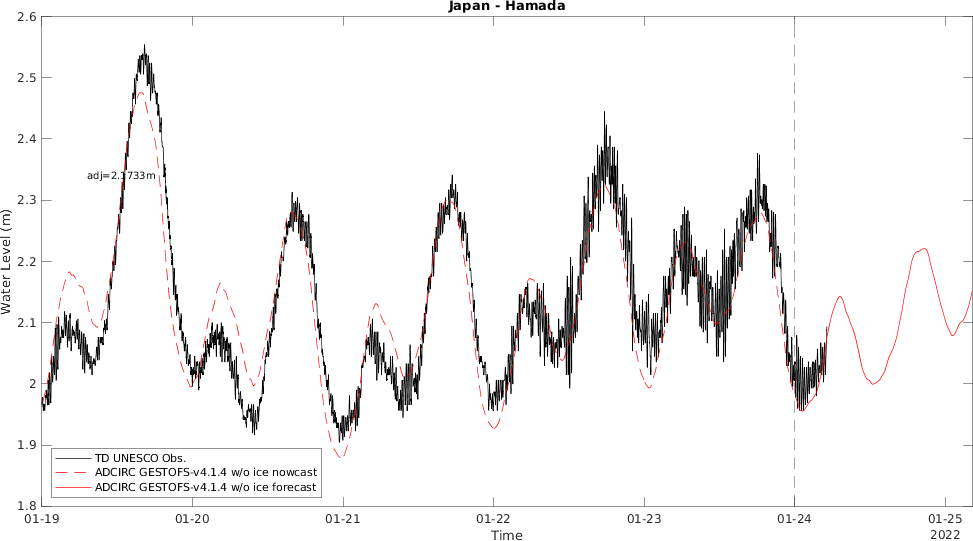 Japan - Hamada
2.6
2.5
2.4
2.3
2.2
2.1
2
1.9
1.8
Water Level (m)
adj=2.1733m
TD UNESCO Obs.
ADCIRC GESTOFS-v4.1.4 w/o ice nowcast
ADCIRC GESTOFS-v4.1.4 w/o ice forecast
01-19 01-20 01-21 01-22 01-23 01-24 01-25
Time 2022